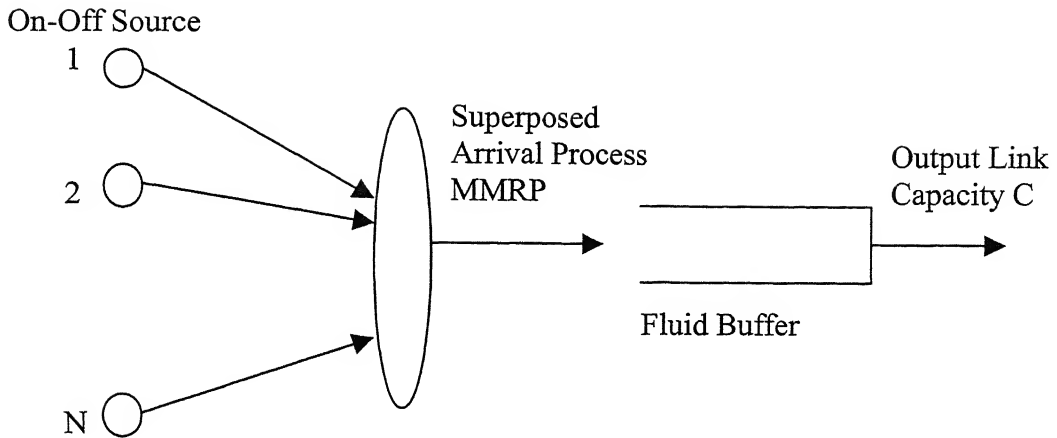 On-Off Source
1
2
N
Superposed
Arrival Process
MMRP
Fluid Buffer
Output Link
Capacity C